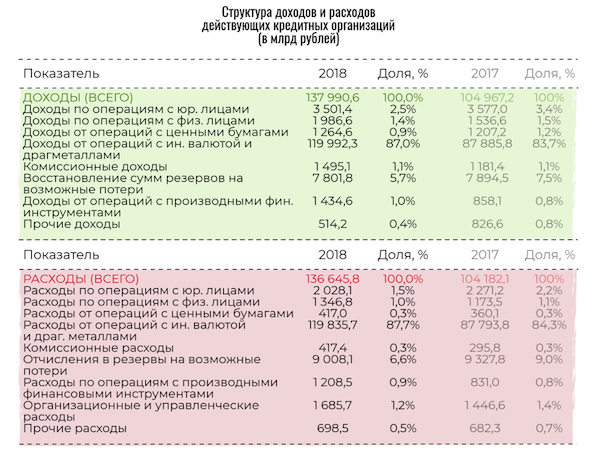 Структура доходов и расходов
действующих кредитных организаций
(в млрд рублей)
Показатель 2018 Доля, % 2017 Доля, %
ДОХОДЫ (ВСЕГО) 137 990,6 100,0% 104 967,2 100%
Доходы по операциям с юр. лицами 3 501,4 2,5% 3 577,0 3,4%
Доходы по операциям с физ. лицами 1 986,6 1,4% 1 536,6 1,5%
Доходы от операций с ценными бумагами 1 264,6 0,9% 1 207,2 1,2%
Доходы от операций с ин. валютой и 119 992,3 87,0% 87 885,8 83,7%
драгметаллами
Комиссионные доходы 1 495,1 1,1% 1 181,4 1,1%
Восстановление сумм резервов на 7 801,8 5,7% 7 894,5 7,5%
возможные потери
Доходы от операций с производными фин. 1 434,6 1,0% 858,1 0,8%
инструментами
Прочие доходы 514,2 0,4% 826,6 0,8%
Показатель 2018 Доля, % 2017 Доля, %
РАСХОДЫ (ВСЕГО) 136 645,8 100,0% 104 182,1 100%
Расходы по операциям с юр. лицами 2 028,1 1,5% 2 271,2 2,2%
Расходы по операциям с физ. лицами 1 346,8 1,0% 1 173,5 1,1%
Расходы от операций с ценными бумагами 417,0 0,3% 360,1 0,3%
Расходы от операций с ин. валютой 119 835,7 87,7% 87 793,8 84,3%
и драг. металлами
Комиссионные расходы 417,4 0,3% 295,8 0,3%
Отчисления в резервы на возможные 9 008,1 6,6% 9 327,8 9,0%
потери
Расходы по операциям с производными 1 208,5 0,9% 831,0 0,8%
финансовыми инструментами
Организационные и управленческие 1 685,7 1,2% 1 446,6 1,4%
расходы
Прочие расходы 698,5 0,5% 682,3 0,7%